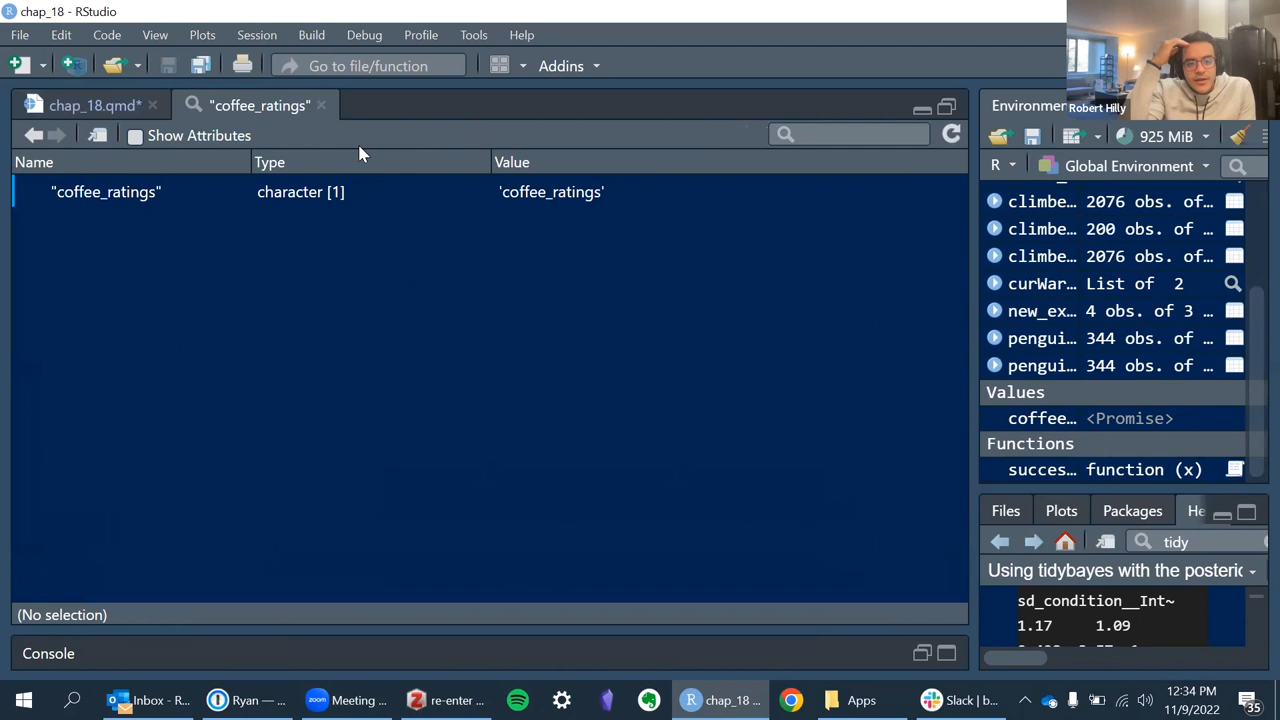 chap_18 - RStudio
File Edit Code View Plots Session Build Debug Profile Tools Help
Go to file/function
Addins
chap_18.qmd*
"coffee_ratings"
Show Attributes
Name Type Value
"coffee_ratings" character [1] 'coffee_ratings'
(No selection)
Console
Robert Hilly
Environme
925 MiB
R Global Environment
climbe… 2076 obs. of…
climbe… 200 obs. of …
climbe… 2076 obs. of…
curWar… List of 2
new_ex… 4 obs. of 3 …
pengui… 344 obs. of …
pengui… 344 obs. of …
Values
coffee… <Promise>
Functions
succes… function (x)
Files Plots Packages He
tidy
Using tidybayes with the posteric
sd_condition__Int~
1.17 1.09
Inbox - R... Ryan —... Meeting ... re-enter ... chap_18 ... Apps Slack | b...
12:34 PM
11/9/2022
35